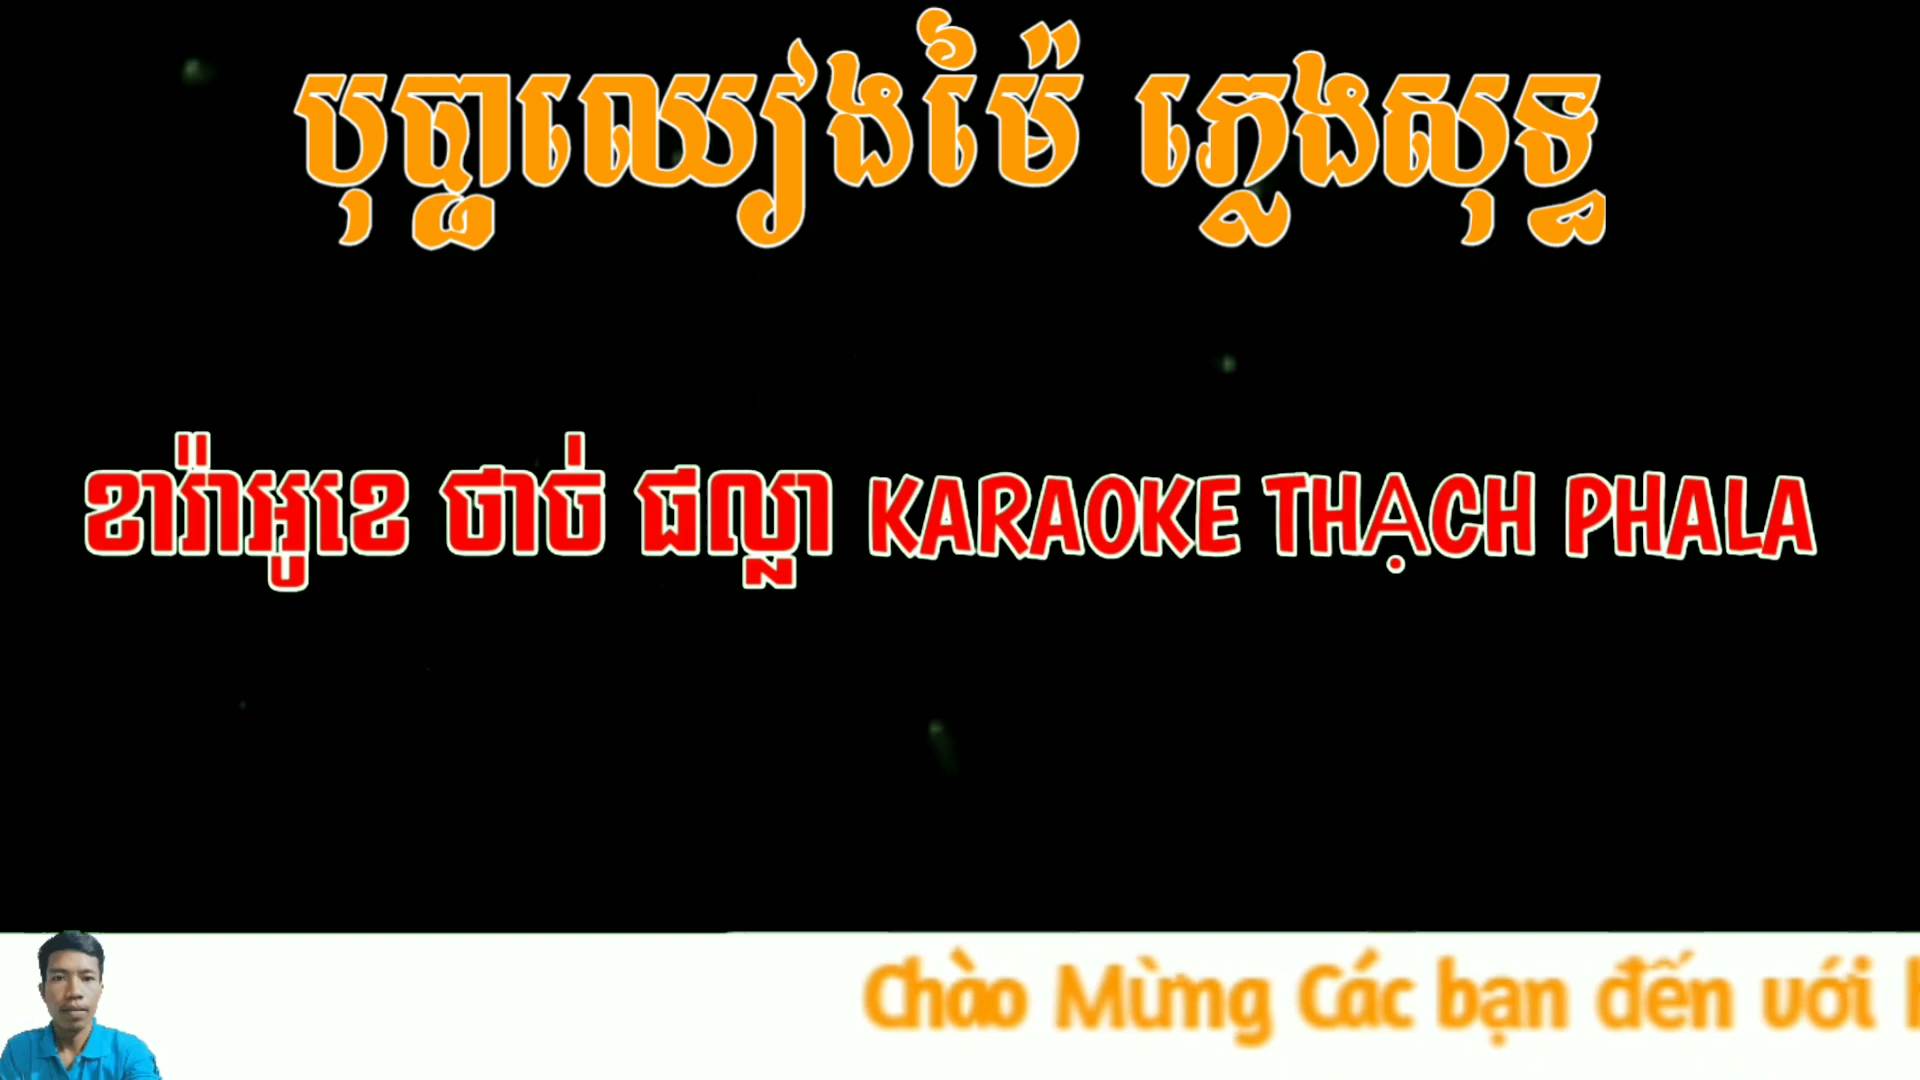 បុប្ផាឈៀងម៉ៃ ភ្លេងសុទ្ធ
ខារ៉ាអូខេ ថាច់ ផល្លា KARAOKE THẠCH PHALA
Chào Mừng Các bạn đến với